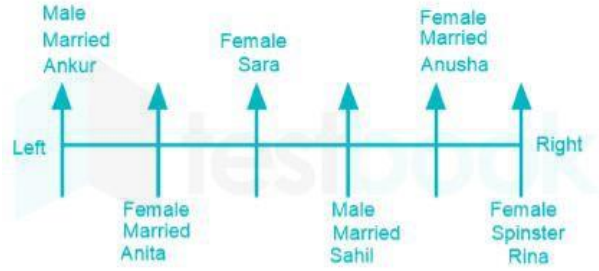 Male
Married
Ankur
Female
Sara
Female
Married
Anusha
Left
Right
testbook
Female
Married
Anita
Male
Married
Sahil
Female
Spinster
Rina